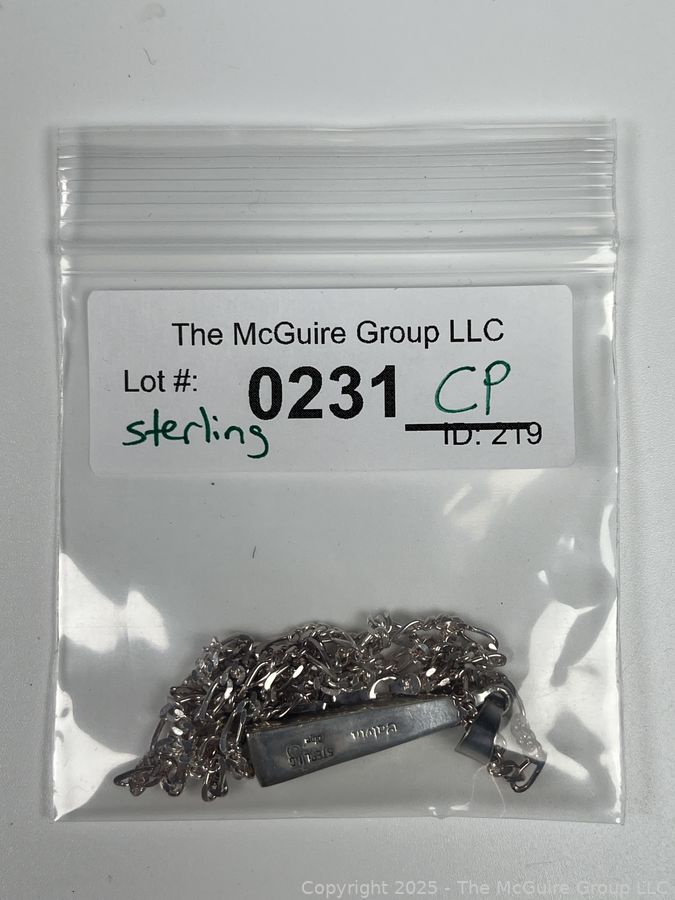 The McGuire Group LLC
Lot #: 0231 CP
sterling ID: 219
STERLING
Copyright 2025 - The McGuire Group LLC